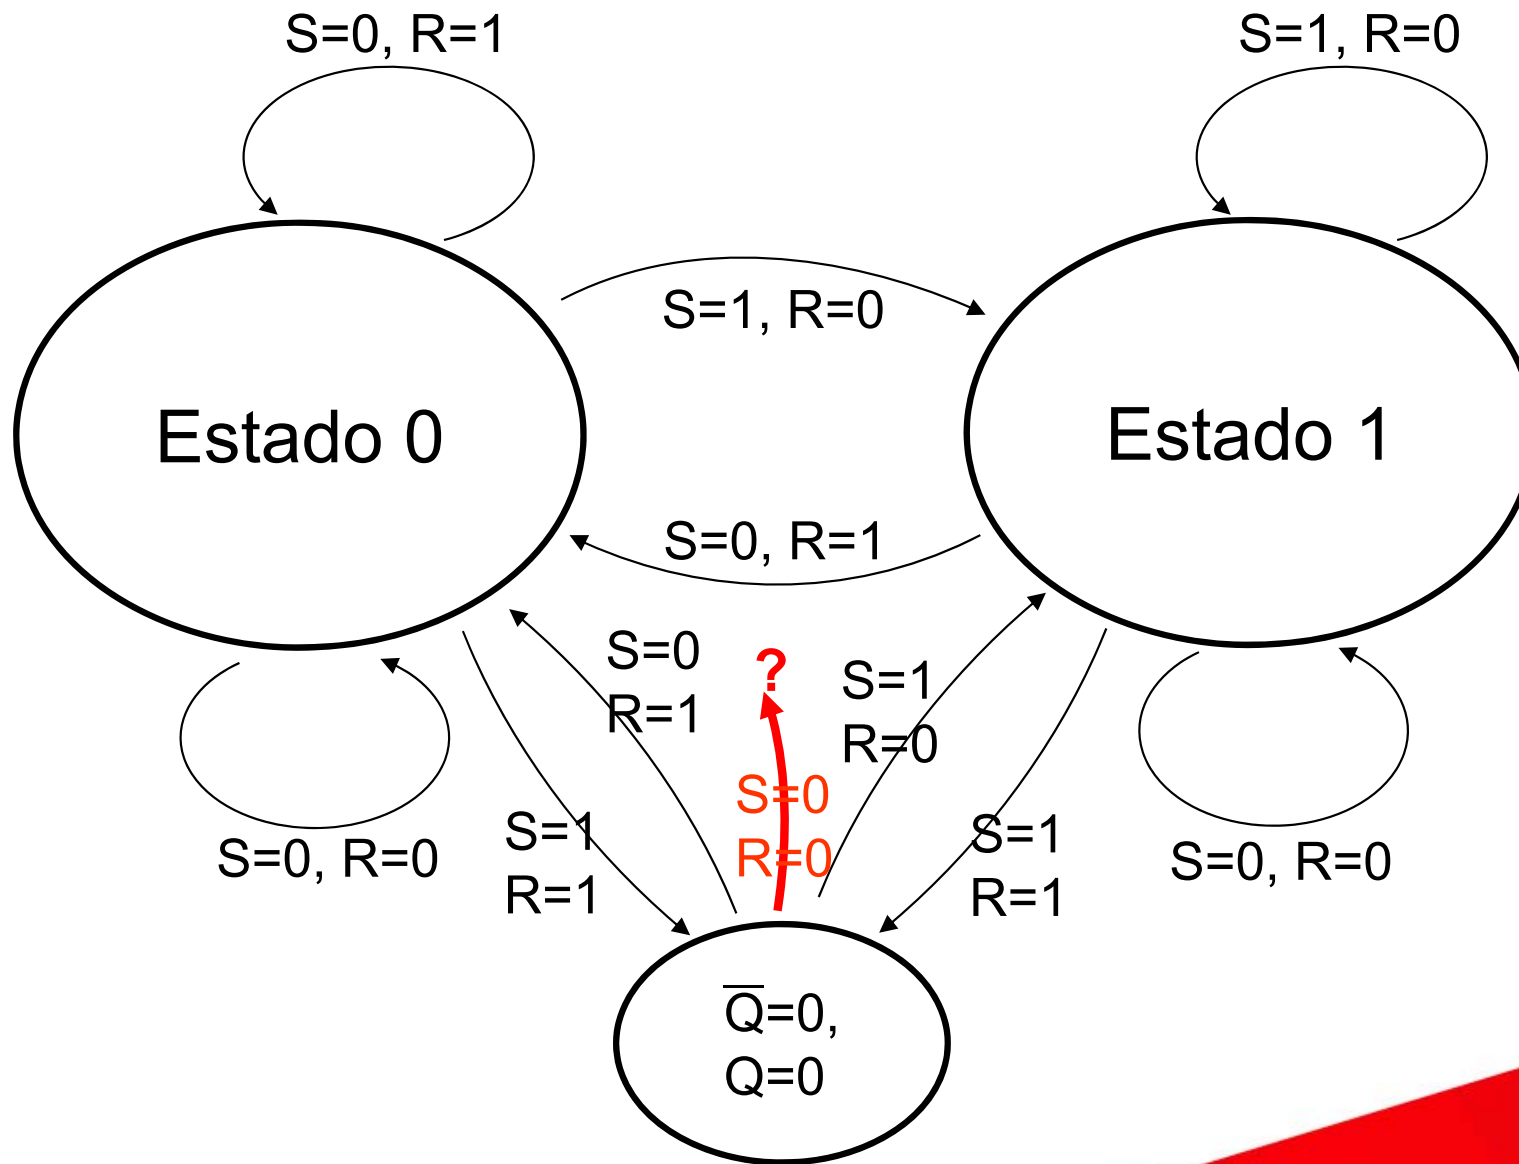 S=0, R=1
S=1, R=0
S=1, R=0
Estado 0
Estado 1
S=0, R=1
S=0
R=1
?
S=1
R=0
S=0
R=0
S=0, R=0
S=1
R=1
S=1
R=1
S=0, R=0
Q̅=0,
Q=0